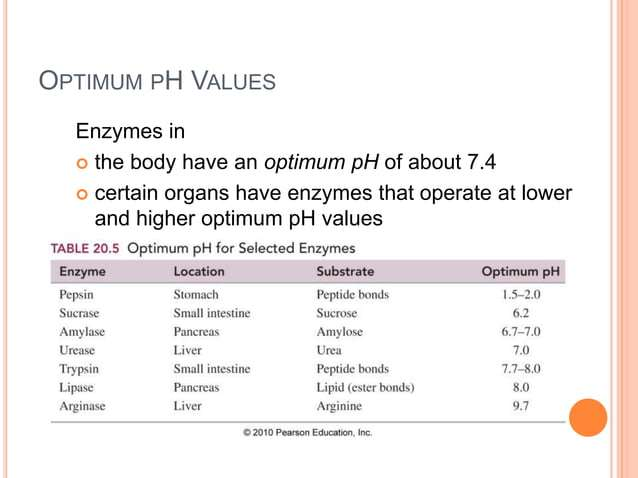 OPTIMUM PH VALUES
Enzymes in
the body have an optimum pH of about 7.4
certain organs have enzymes that operate at lower
and higher optimum pH values
TABLE 20.5 Optimum pH for Selected Enzymes
Enzyme Location Substrate Optimum pH
Pepsin Stomach Peptide bonds 1.5–2.0
Sucrase Small intestine Sucrose 6.2
Amylase Pancreas Amylose 6.7–7.0
Urease Liver Urea 7.0
Trypsin Small intestine Peptide bonds 7.7–8.0
Lipase Pancreas Lipid (ester bonds) 8.0
Arginase Liver Arginine 9.7
© 2010 Pearson Education, Inc.